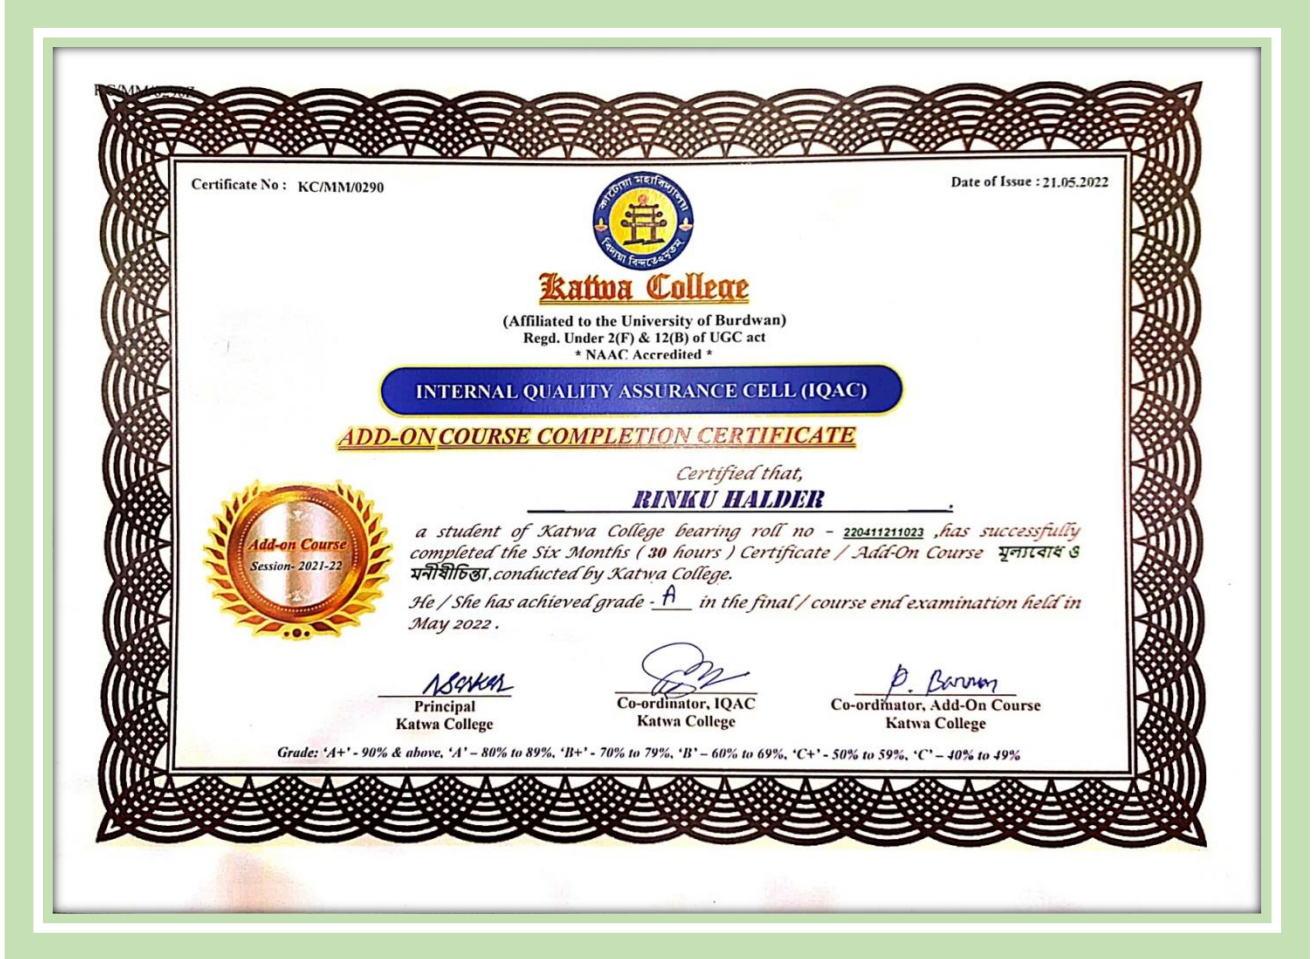 Certificate No : KC/MM/0290
Date of Issue : 21.05.2022
কাটোয়া মহাবিদ্যালয়
বিদ্যয়া বিন্দতেঽমৃতম্
Katwa College
(Affiliated to the University of Burdwan)
Regd. Under 2(F) & 12(B) of UGC act
* NAAC Accredited *
INTERNAL QUALITY ASSURANCE CELL (IQAC)
ADD-ON COURSE COMPLETION CERTIFICATE
Certified that,
RINKU HALDER .
a student of Katwa College bearing roll no - 220411211023 ,has successfully
completed the Six Months ( 30 hours ) Certificate / Add-On Course মূল্যবোধ ও
মনীষীচিন্তা,conducted by Katwa College.
He / She has achieved grade - A in the final / course end examination held in
May 2022 .
Add-on Course
Session- 2021-22
Principal
Katwa College
Co-ordinator, IQAC
Katwa College
Co-ordinator, Add-On Course
Katwa College
Grade: ‘A+’ - 90% & above, ‘A’ – 80% to 89%, ‘B+’ - 70% to 79%, ‘B’ – 60% to 69%, ‘C+’ - 50% to 59%, ‘C’ – 40% to 49%